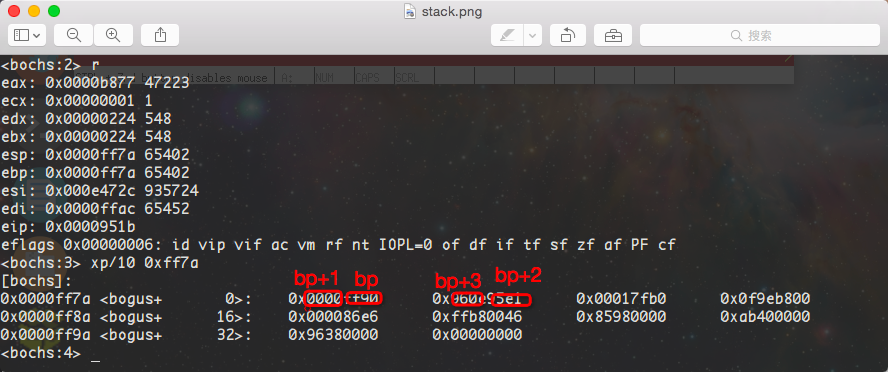 stack.png
搜索
<bochs:2> r
eax: 0x0000b877 47223
ecx: 0x00000001 1
edx: 0x00000224 548
ebx: 0x00000224 548
esp: 0x0000ff7a 65402
ebp: 0x0000ff7a 65402
esi: 0x000e472c 935724
edi: 0x0000ffac 65452
eip: 0x0000951b
eflags 0x00000006: id vip vif ac vm rf nt IOPL=0 of df if tf sf zf af PF cf
<bochs:3> xp/10 0xff7a
bp+1 bp bp+3 bp+2
[bochs]:
0x0000ff7a <bogus+ 0>: 0x0000ff90 0x960e95e1 0x00017fb0 0x0f9eb800
0x0000ff8a <bogus+ 16>: 0x000086e6 0xffb80046 0x85980000 0xab400000
0x0000ff9a <bogus+ 32>: 0x96380000 0x00000000
<bochs:4> _
isables mouse A: NUM CAPS SCRL